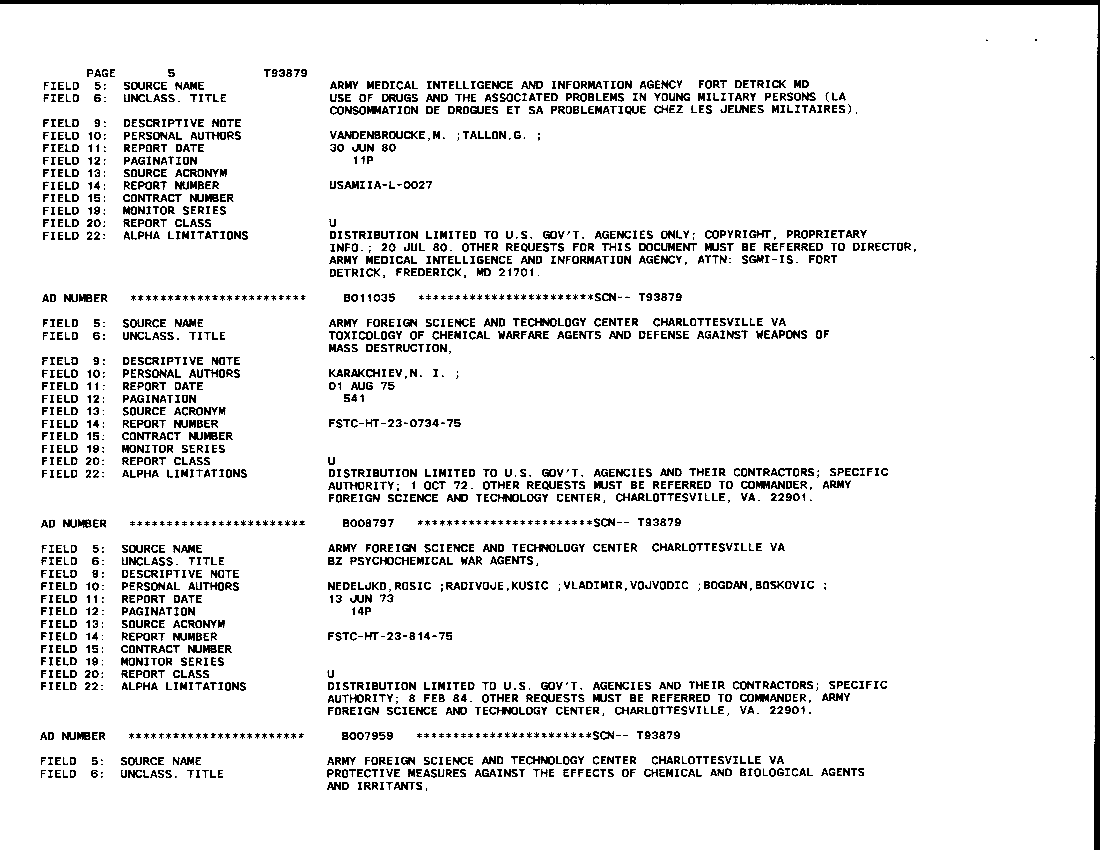 PAGE 5 T93879
FIELD 5: SOURCE NAME ARMY MEDICAL INTELLIGENCE AND INFORMATION AGENCY FORT DETRICK MD
FIELD 6: UNCLASS. TITLE USE OF DRUGS AND THE ASSOCIATED PROBLEMS IN YOUNG MILITARY PERSONS (LA
CONSOMMATION DE DROGUES ET SA PROBLEMATIQUE CHEZ LES JEUNES MILITAIRES),
FIELD 9: DESCRIPTIVE NOTE
FIELD 10: PERSONAL AUTHORS VANDENBROUCKE,M. ;TALLON,G. ;
FIELD 11: REPORT DATE 30 JUN 80
FIELD 12: PAGINATION 11P
FIELD 13: SOURCE ACRONYM
FIELD 14: REPORT NUMBER USAMIIA-L-0027
FIELD 15: CONTRACT NUMBER
FIELD 19: MONITOR SERIES
FIELD 20: REPORT CLASS U
FIELD 22: ALPHA LIMITATIONS DISTRIBUTION LIMITED TO U.S. GOV'T. AGENCIES ONLY; COPYRIGHT, PROPRIETARY
INFO.; 20 JUL 80. OTHER REQUESTS FOR THIS DOCUMENT MUST BE REFERRED TO DIRECTOR,
ARMY MEDICAL INTELLIGENCE AND INFORMATION AGENCY, ATTN: SGMI-IS. FORT
DETRICK, FREDERICK, MD 21701.
AD NUMBER ************************ B011035 ************************SCN-- T93879
FIELD 5: SOURCE NAME ARMY FOREIGN SCIENCE AND TECHNOLOGY CENTER CHARLOTTESVILLE VA
FIELD 6: UNCLASS. TITLE TOXICOLOGY OF CHEMICAL WARFARE AGENTS AND DEFENSE AGAINST WEAPONS OF
MASS DESTRUCTION,
FIELD 9: DESCRIPTIVE NOTE
FIELD 10: PERSONAL AUTHORS KARAKCHIEV,N. I. ;
FIELD 11: REPORT DATE 01 AUG 75
FIELD 12: PAGINATION 541
FIELD 13: SOURCE ACRONYM
FIELD 14: REPORT NUMBER FSTC-HT-23-0734-75
FIELD 15: CONTRACT NUMBER
FIELD 19: MONITOR SERIES
FIELD 20: REPORT CLASS U
FIELD 22: ALPHA LIMITATIONS DISTRIBUTION LIMITED TO U.S. GOV'T. AGENCIES AND THEIR CONTRACTORS; SPECIFIC
AUTHORITY; 1 OCT 72. OTHER REQUESTS MUST BE REFERRED TO COMMANDER, ARMY
FOREIGN SCIENCE AND TECHNOLOGY CENTER, CHARLOTTESVILLE, VA. 22901.
AD NUMBER ************************ B008797 ************************SCN-- T93879
FIELD 5: SOURCE NAME ARMY FOREIGN SCIENCE AND TECHNOLOGY CENTER CHARLOTTESVILLE VA
FIELD 6: UNCLASS. TITLE BZ PSYCHOCHEMICAL WAR AGENTS,
FIELD 9: DESCRIPTIVE NOTE
FIELD 10: PERSONAL AUTHORS NEDELJKO,ROSIC ;RADIVOJE,KUSIC ;VLADIMIR,VOJVODIC ;BOGDAN,BOSKOVIC ;
FIELD 11: REPORT DATE 13 JUN 73
FIELD 12: PAGINATION 14P
FIELD 13: SOURCE ACRONYM
FIELD 14: REPORT NUMBER FSTC-HT-23-814-75
FIELD 15: CONTRACT NUMBER
FIELD 19: MONITOR SERIES
FIELD 20: REPORT CLASS U
FIELD 22: ALPHA LIMITATIONS DISTRIBUTION LIMITED TO U.S. GOV'T. AGENCIES AND THEIR CONTRACTORS; SPECIFIC
AUTHORITY; 8 FEB 84. OTHER REQUESTS MUST BE REFERRED TO COMMANDER, ARMY
FOREIGN SCIENCE AND TECHNOLOGY CENTER, CHARLOTTESVILLE, VA. 22901.
AD NUMBER ************************ B007959 ************************SCN-- T93879
FIELD 5: SOURCE NAME ARMY FOREIGN SCIENCE AND TECHNOLOGY CENTER CHARLOTTESVILLE VA
FIELD 6: UNCLASS. TITLE PROTECTIVE MEASURES AGAINST THE EFFECTS OF CHEMICAL AND BIOLOGICAL AGENTS
AND IRRITANTS,